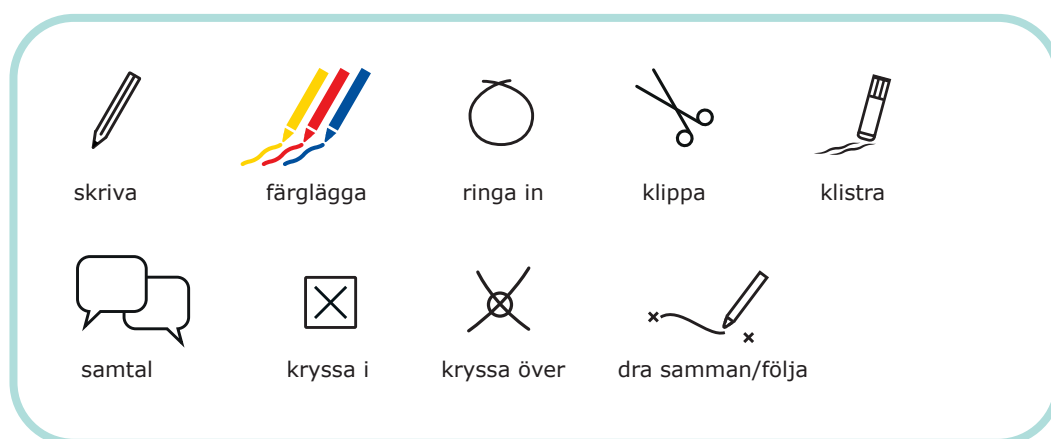 skriva färglägga ringa in klippa klistra
samtal kryssa i kryssa över dra samman/följa